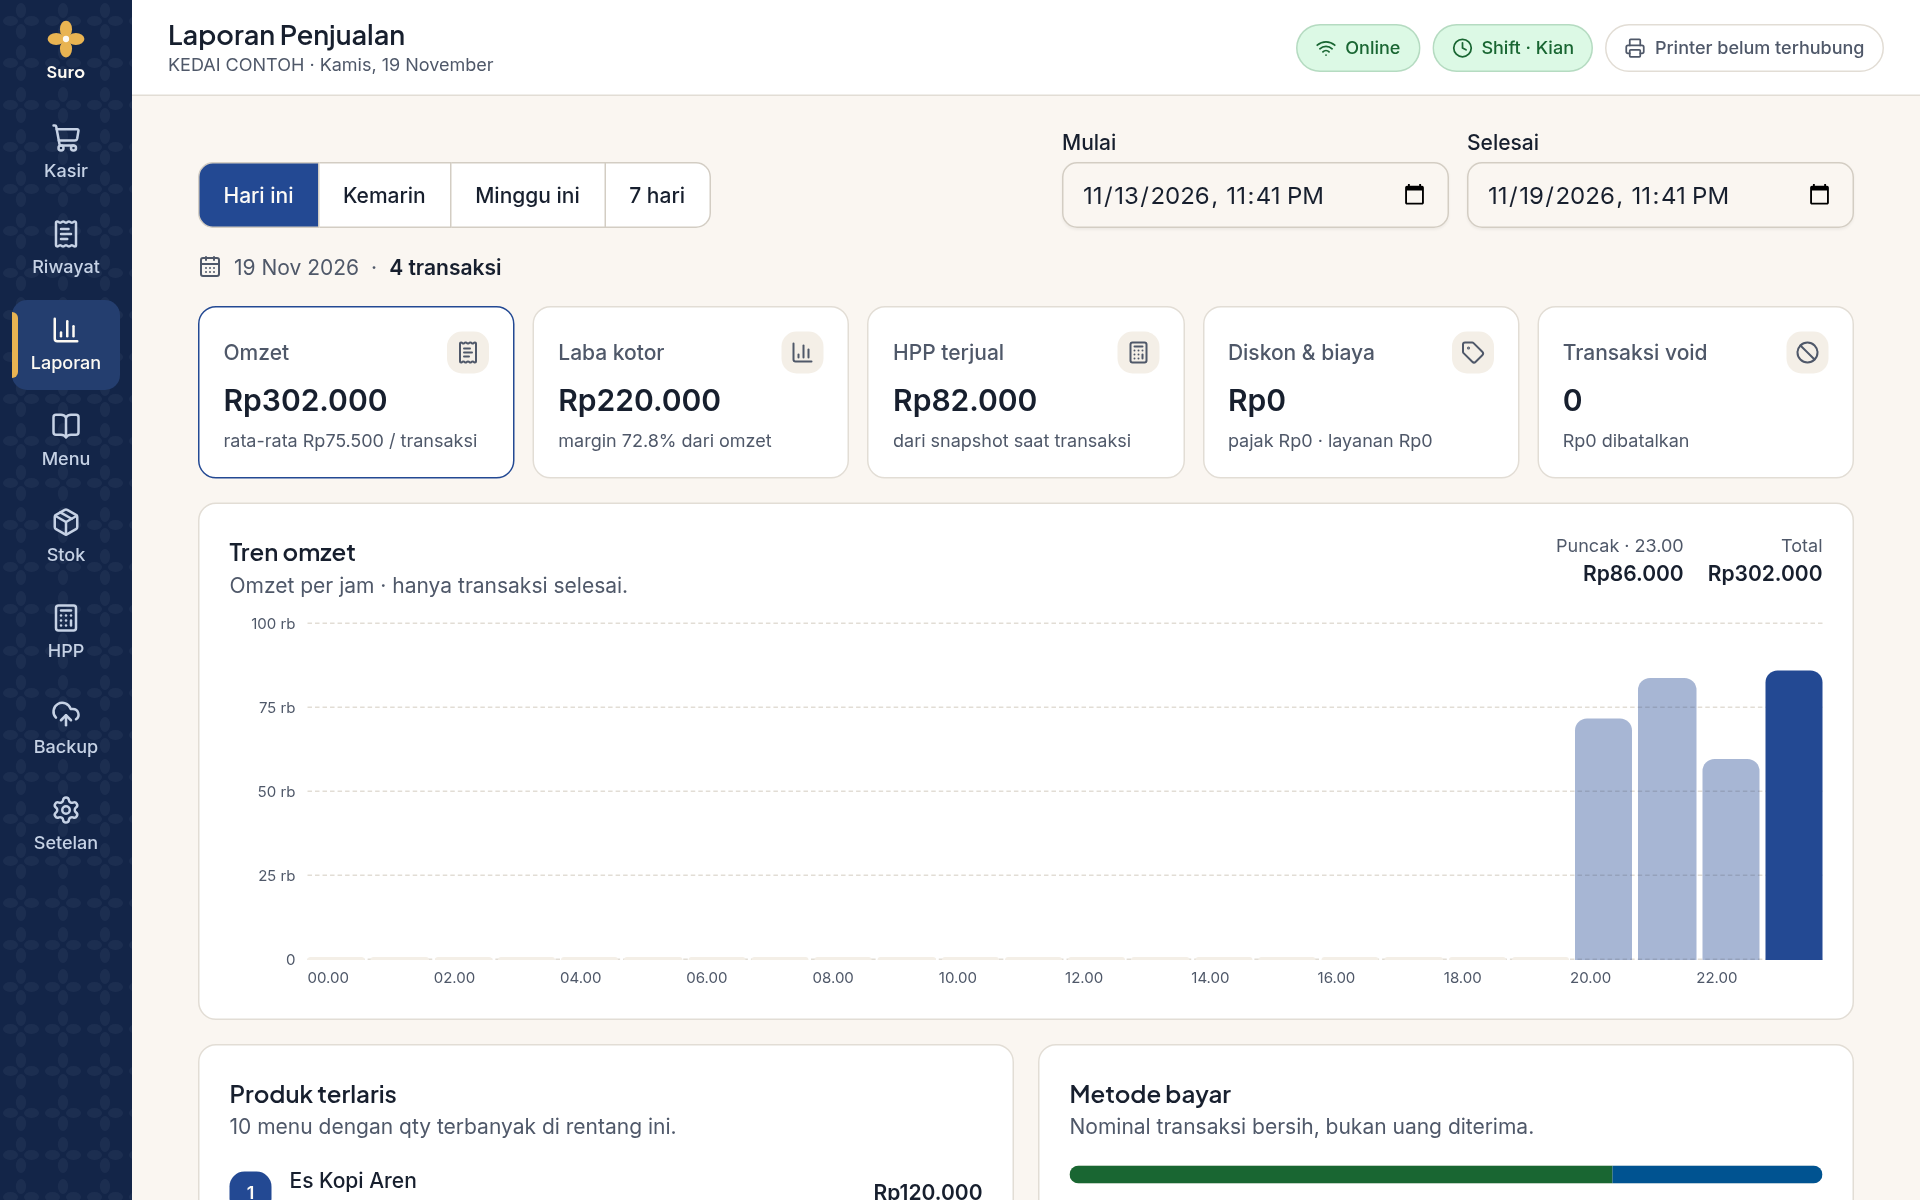 Suro
Kasir
Riwayat
Laporan
Menu
Stok
HPP
Backup
Setelan
Laporan Penjualan
KEDAI CONTOH · Kamis, 19 November
Online
Shift · Kian
Printer belum terhubung
Hari ini
Kemarin
Minggu ini
7 hari
Mulai
11/13/2026, 11:41 PM
Selesai
11/19/2026, 11:41 PM
19 Nov 2026 · 4 transaksi
Omzet
Rp302.000
rata-rata Rp75.500 / transaksi
Laba kotor
Rp220.000
margin 72.8% dari omzet
HPP terjual
Rp82.000
dari snapshot saat transaksi
Diskon & biaya
Rp0
pajak Rp0 · layanan Rp0
Transaksi void
0
Rp0 dibatalkan
Tren omzet
Omzet per jam · hanya transaksi selesai.
Puncak · 23.00
Rp86.000
Total
Rp302.000
100 rb
75 rb
50 rb
25 rb
0
00.00 02.00 04.00 06.00 08.00 10.00 12.00 14.00 16.00 18.00 20.00 22.00
Produk terlaris
10 menu dengan qty terbanyak di rentang ini.
1
Es Kopi Aren
Rp120.000
Metode bayar
Nominal transaksi bersih, bukan uang diterima.